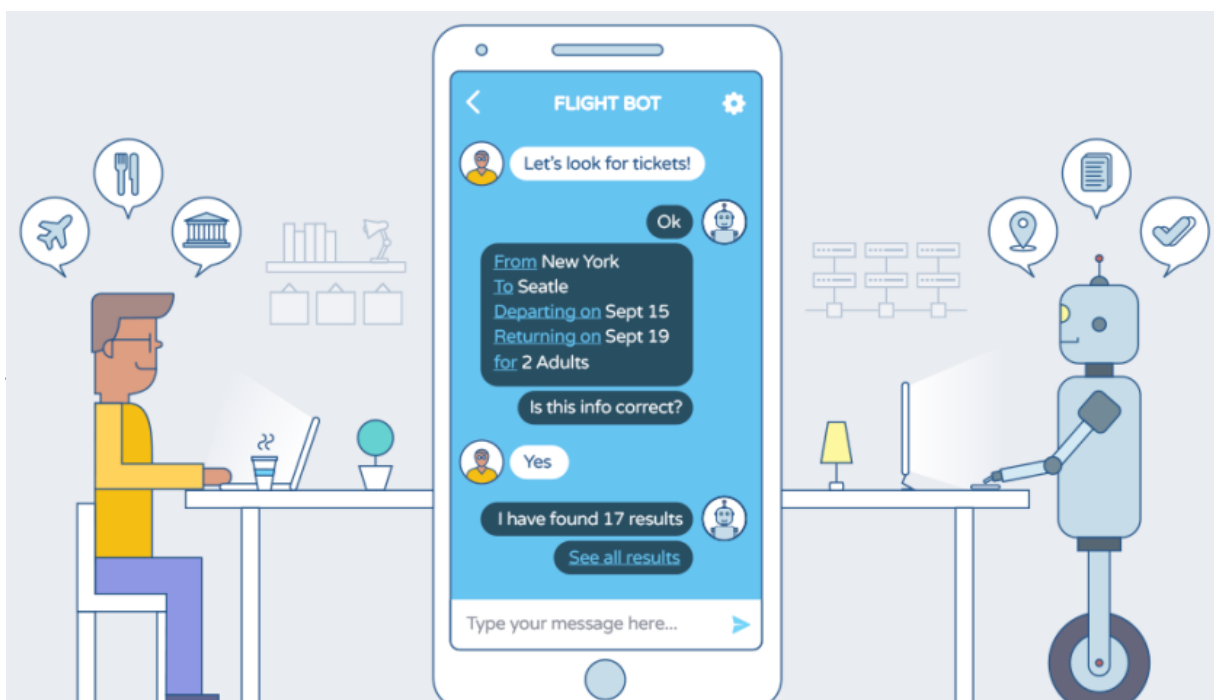 FLIGHT BOT
Let's look for tickets!
Ok
From New York
To Seatle
Departing on Sept 15
Returning on Sept 19
for 2 Adults
Is this info correct?
Yes
I have found 17 results
See all results
Type your message here...